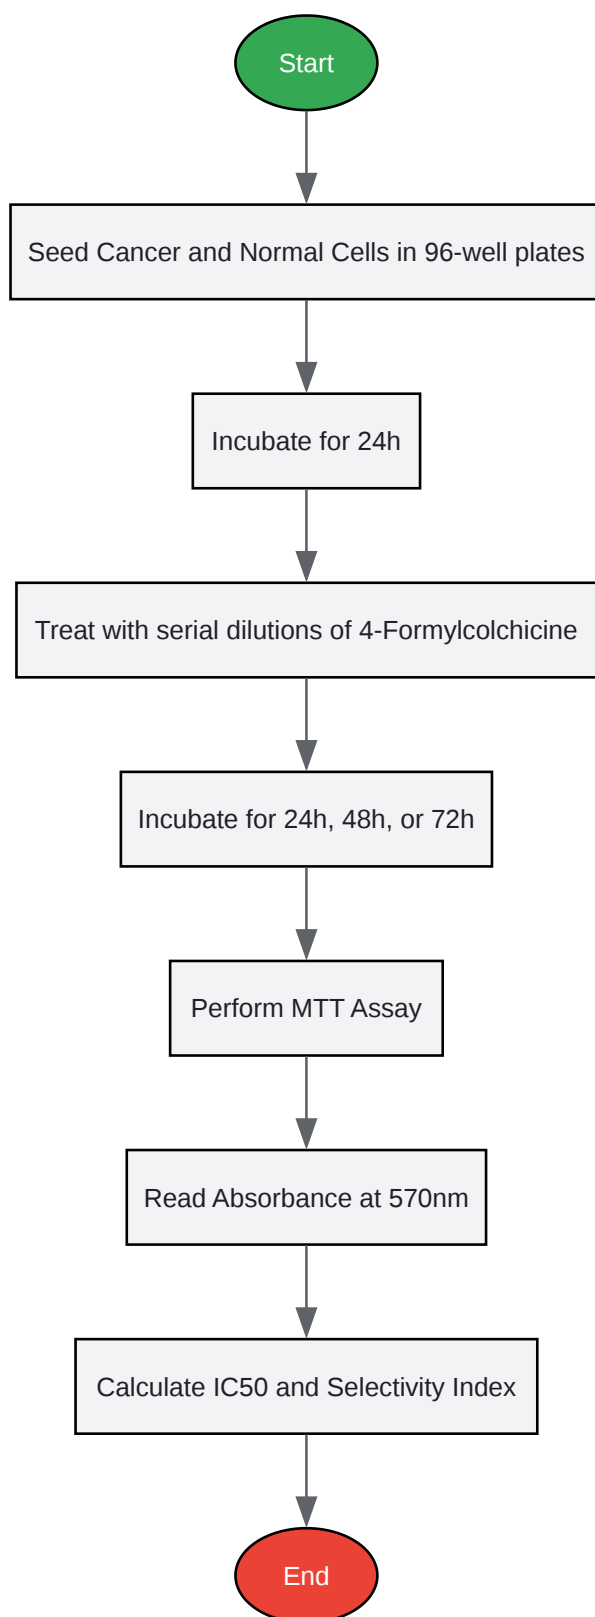 Start
Seed Cancer and Normal Cells in 96-well plates
Incubate for 24h
Treat with serial dilutions of 4-Formylcolchicine
Incubate for 24h, 48h, or 72h
Perform MTT Assay
Read Absorbance at 570nm
Calculate IC50 and Selectivity Index
End